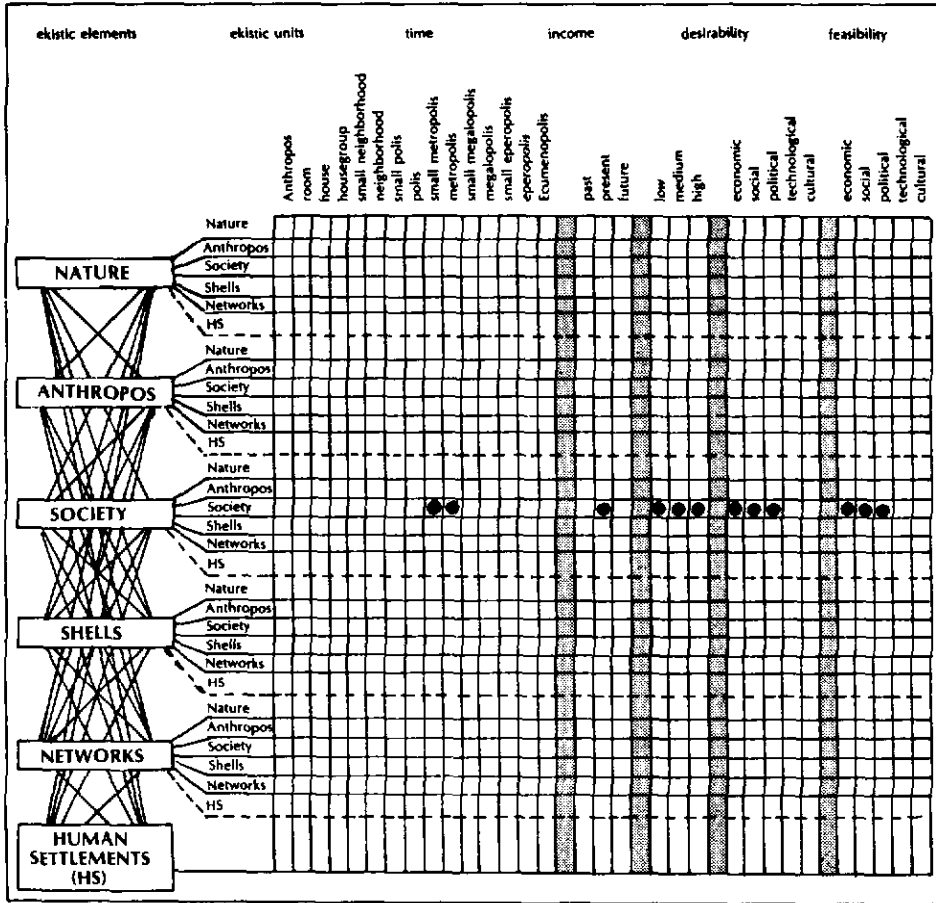 ekistic elements ekistic units time income desirability feasibility
Anthropos
room
house
housegroup
small neighborhood
neighborhood
small polis
polis
small metropolis
metropolis
small megalopolis
megalopolis
small eperopolis
eperopolis
Ecumenopolis
past
present
future
low
medium
high
economic
social
political
technological
cultural
economic
social
political
technological
cultural
NATURE
Nature
Anthropos
Society
Shells
Networks
HS
ANTHROPOS
Nature
Anthropos
Society
Shells
Networks
HS
SOCIETY
Nature
Anthropos
Society
Shells
Networks
HS
SHELLS
Nature
Anthropos
Society
Shells
Networks
HS
NETWORKS
Nature
Anthropos
Society
Shells
Networks
HS
HUMAN
SETTLEMENTS
(HS)